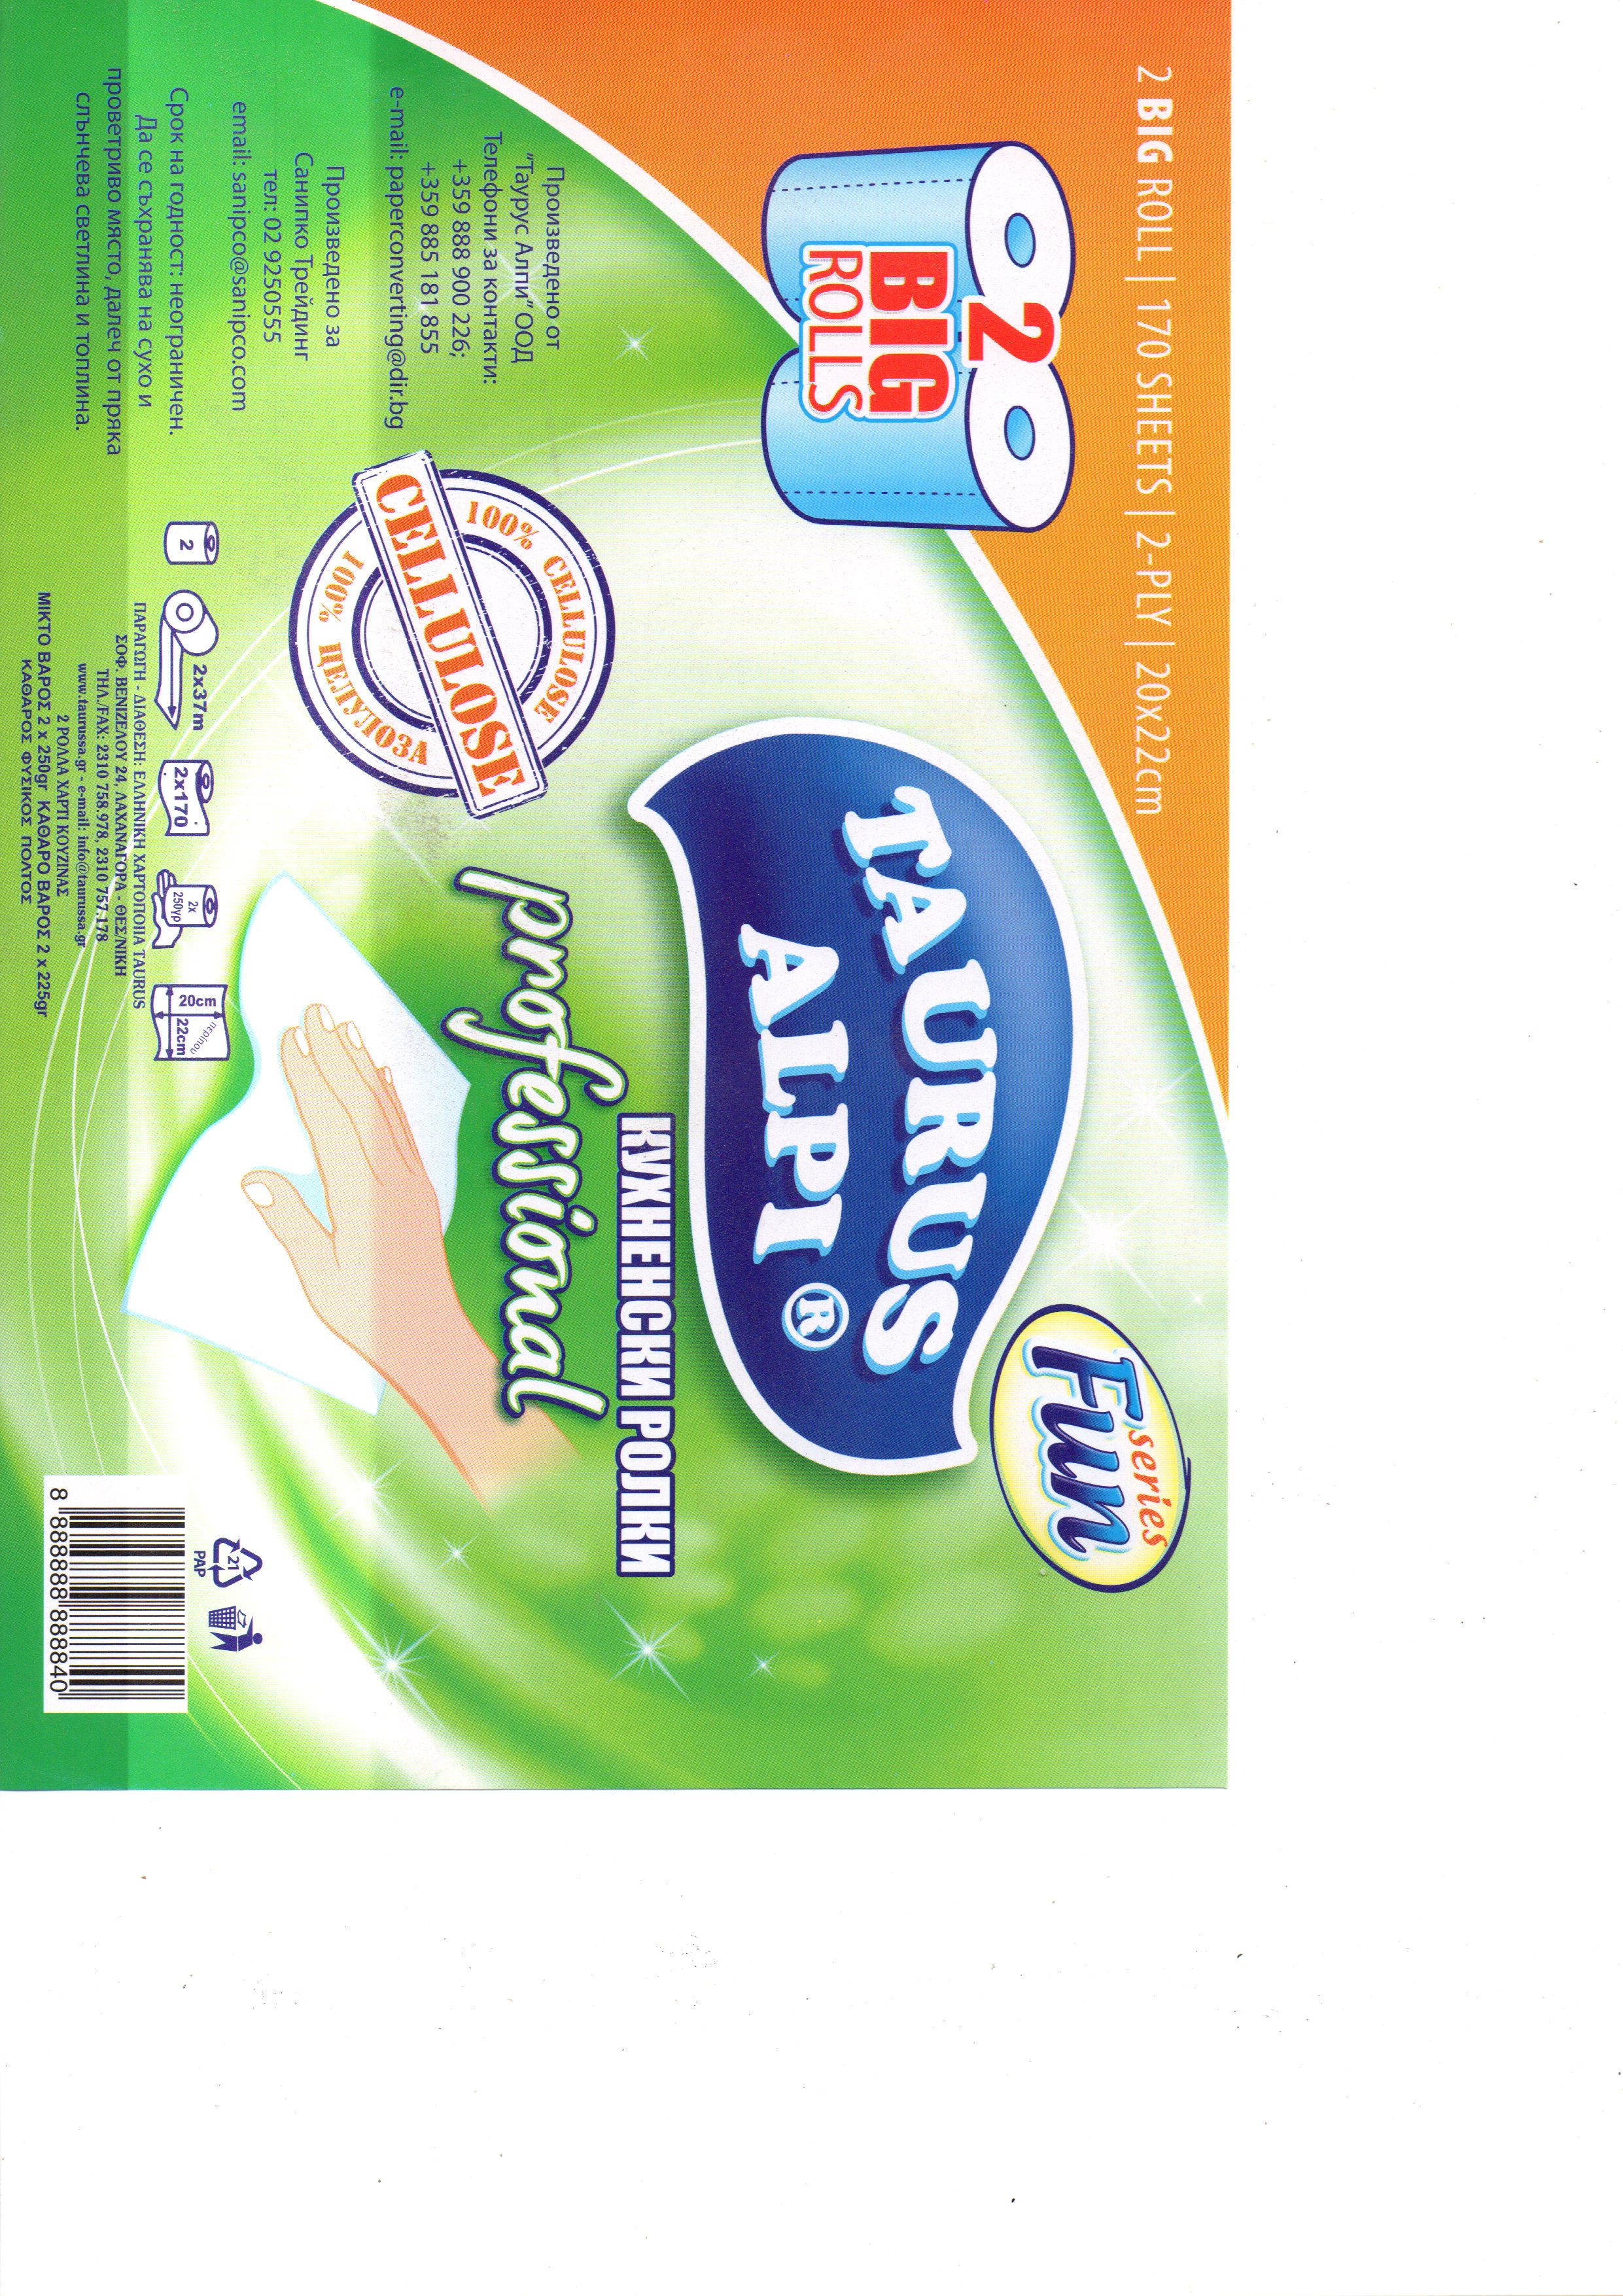 2 BIG ROLL | 170 SHEETS | 2-PLY | 20x22cm
2
BIG
ROLLS
series
Fun
TAURUS
ALPI ®
КУХНЕНСКИ РОЛКИ
professional
100% CELLULOSE
CELLULOSE
100% ЦЕЛУЛОЗА
Произведено от
"Таурус Алпи" ООД
Телефони за контакти:
+359 888 900 226;
+359 885 181 855
e-mail: paperconverting@dir.bg
Произведено за
Санипко Трейдинг
тел: 02 9250555
email: sanipco@sanipco.com
Срок на годност: неограничен.
Да се съхранява на сухо и
проветриво място, далеч от пряка
слънчева светлина и топлина.
2
2x37m
2x170
2x
250γρ
20cm
22cm
περίπου
ΠΑΡΑΓΩΓΗ - ΔΙΑΘΕΣΗ: ΕΛΛΗΝΙΚΗ ΧΑΡΤΟΠΟΙΙΑ TAURUS
ΣΟΦ. ΒΕΝΙΖΕΛΟΥ 24, ΛΑΧΑΝΑΓΟΡΑ - ΘΕΣ/ΝΙΚΗ
ΤΗΛ./FAX: 2310 758.978, 2310 757.178
www.taurussa.gr - e-mail: info@taurussa.gr
2 ΡΟΛΛΑ ΧΑΡΤΙ ΚΟΥΖΙΝΑΣ
ΜΙΚΤΟ ΒΑΡΟΣ 2 x 250gr ΚΑΘΑΡΟ ΒΑΡΟΣ 2 x 225gr
ΚΑΘΑΡΟΣ ΦΥΣΙΚΟΣ ΠΟΛΤΟΣ
21
PAP
8 888888 888840